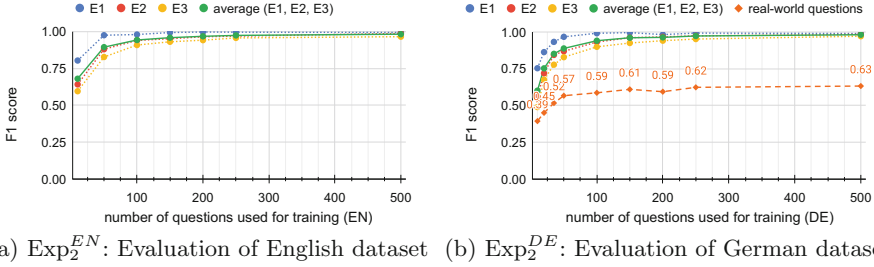 E1 E2 E3 average (E1, E2, E3)
1.00
0.75
0.50
0.25
0.00
F1 score
100 200 300 400 500
number of questions used for training (EN)
a) Exp₂ᴱᴺ: Evaluation of English dataset
E1 E2 E3 average (E1, E2, E3) real-world questions
1.00
0.75
0.50
0.25
0.00
F1 score
0.39
0.45
0.52
0.57
0.59
0.61
0.59
0.62
0.63
100 200 300 400 500
number of questions used for training (DE)
(b) Exp₂ᴰᴱ: Evaluation of German datase